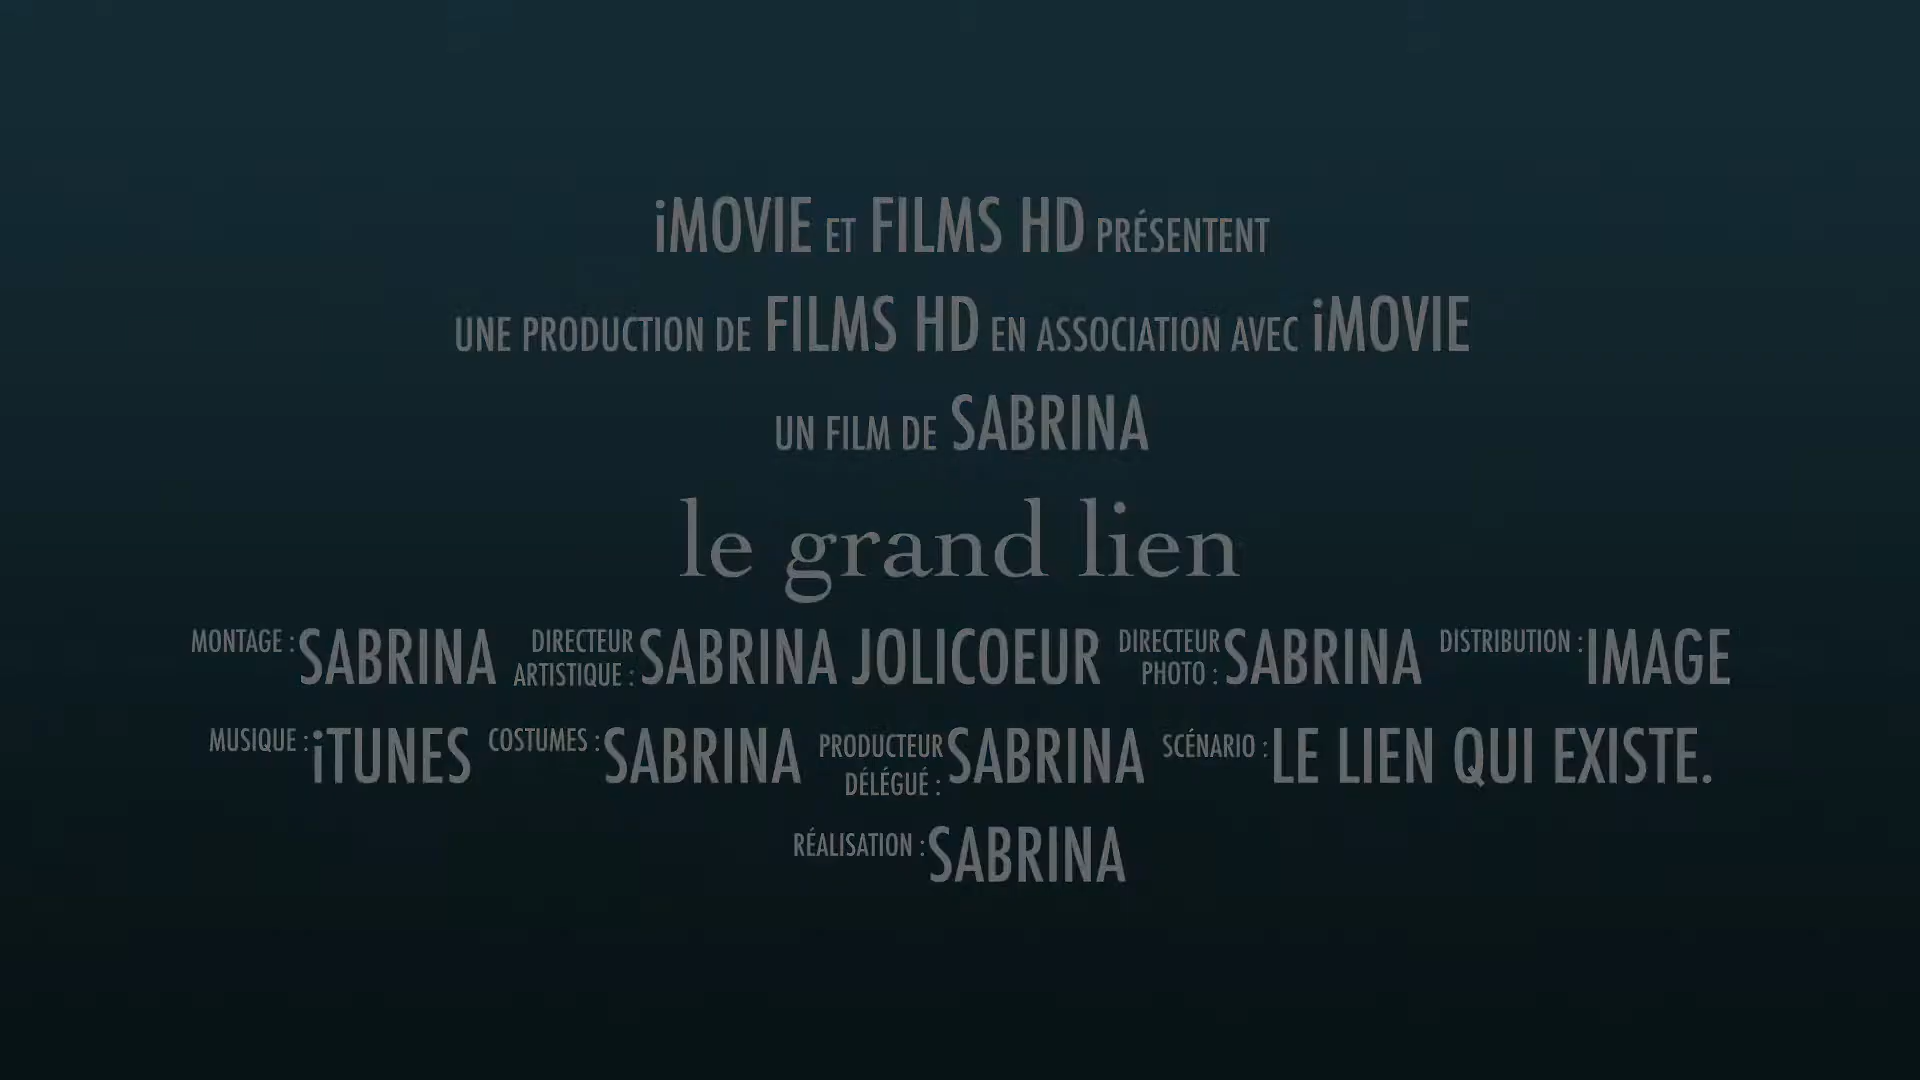 iMOVIE ET FILMS HD PRÉSENTENT
UNE PRODUCTION DE FILMS HD EN ASSOCIATION AVEC iMOVIE
UN FILM DE SABRINA
le grand lien
MONTAGE : SABRINA DIRECTEUR ARTISTIQUE : SABRINA JOLICOEUR DIRECTEUR PHOTO : SABRINA DISTRIBUTION : IMAGE
MUSIQUE : iTUNES COSTUMES : SABRINA PRODUCTEUR DÉLÉGUÉ : SABRINA SCÉNARIO : LE LIEN QUI EXISTE.
RÉALISATION : SABRINA